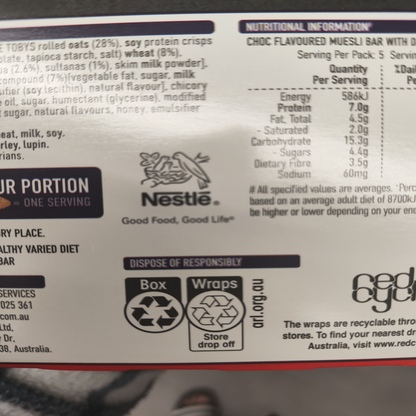 E TOBYS rolled oats (28%), soy protein crisps
otate, tapioca starch, salt) wheat (8%),
(2.6%), sultanas (1%), skim milk powder].
compound (7%)[vegetable fat, sugar, milk
ifier (soy lecithin), natural flavour], chicory
e oil, sugar, humectant (glycerine), modified
sugar, natural flavours, honey, emulsifier
eat, milk, soy.
rley, lupin.
rians.
UR PORTION
= ONE SERVING
RY PLACE.
ALTHY VARIED DIET
BAR
SERVICES
025 361
com.au
Ltd,
Dr,
38, Australia.
Nestlé®
Good Food, Good Life®
NUTRITIONAL INFORMATION#
CHOC FLAVOURED MUESLI BAR WITH D
Serving Per Pack: 5 Servin
Quantity %Dail
Per Serving Per
Energy 586kJ
Protein 7.0g
Fat, Total 4.5g
- Saturated 2.0g
Carbohydrate 15.3g
- Sugars 4.4g
Dietary Fibre 3.5g
Sodium 60mg
# All specified values are averages. *Perc
based on an average adult diet of 8700kJ
be higher or lower depending on your ene
DISPOSE OF RESPONSIBLY
Box
Wraps
Store
drop off
arl.org.au
red
cycl
The wraps are recyclable throu
stores. To find your nearest dr
Australia, visit www.redc